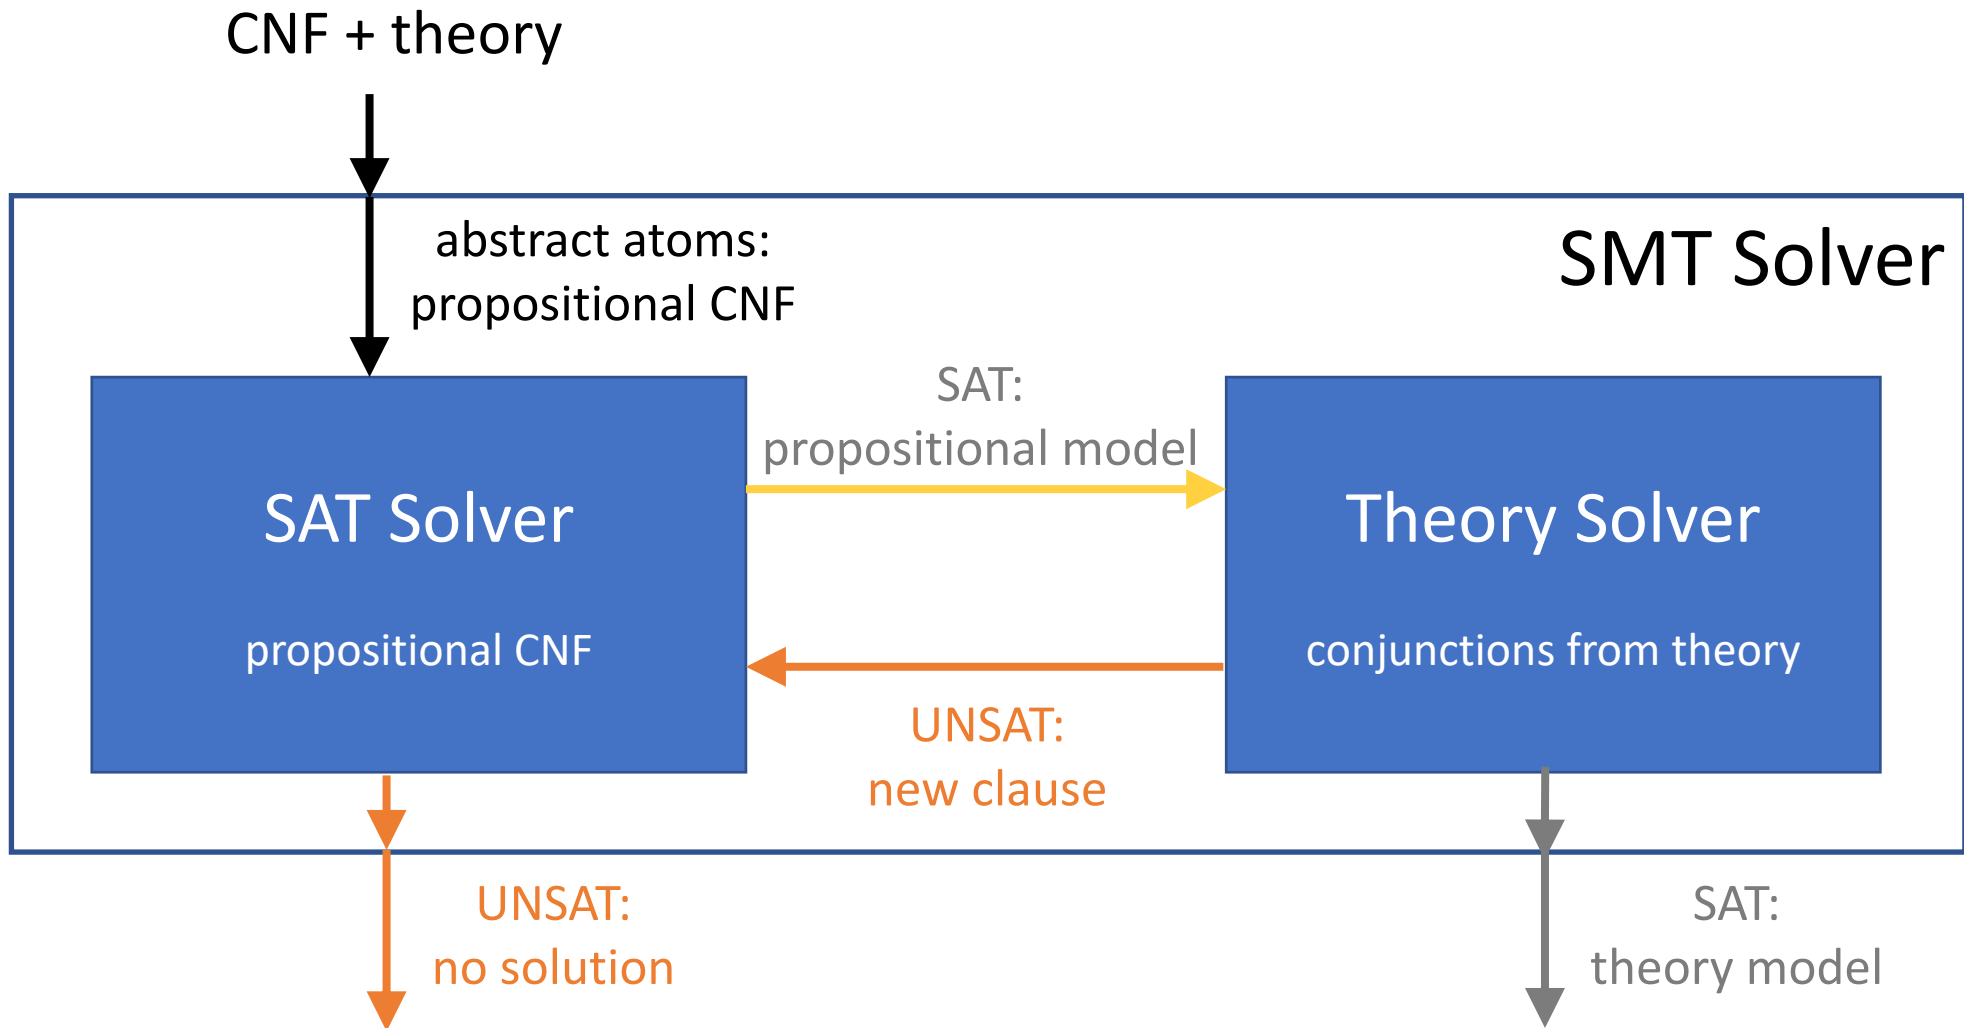 CNF + theory
abstract atoms:
propositional CNF
SMT Solver
SAT:
propositional model
SAT Solver
propositional CNF
Theory Solver
conjunctions from theory
UNSAT:
new clause
UNSAT:
no solution
SAT:
theory model